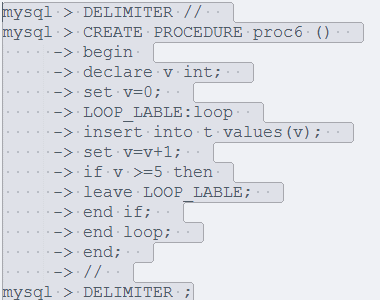 mysql > DELIMITER //
mysql > CREATE PROCEDURE proc6 ()
-> begin
-> declare v int;
-> set v=0;
-> LOOP_LABLE:loop
-> insert into t values(v);
-> set v=v+1;
-> if v >=5 then
-> leave LOOP_LABLE;
-> end if;
-> end loop;
-> end;
-> //
mysql > DELIMITER ;